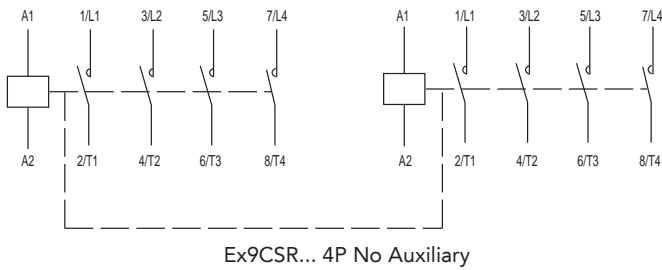 A1 1/L1 3/L2 5/L3 7/L4 A1 1/L1 3/L2 5/L3 7/L4
A2 2/T1 4/T2 6/T3 8/T4 A2 2/T1 4/T2 6/T3 8/T4
Ex9CSR... 4P No Auxiliary